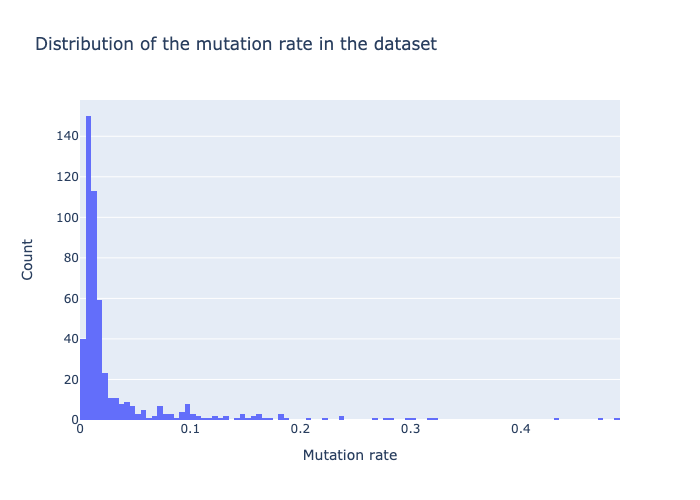 Distribution of the mutation rate in the dataset
140
120
100
80
60
40
20
0
0 0.1 0.2 0.3 0.4
Count
Mutation rate